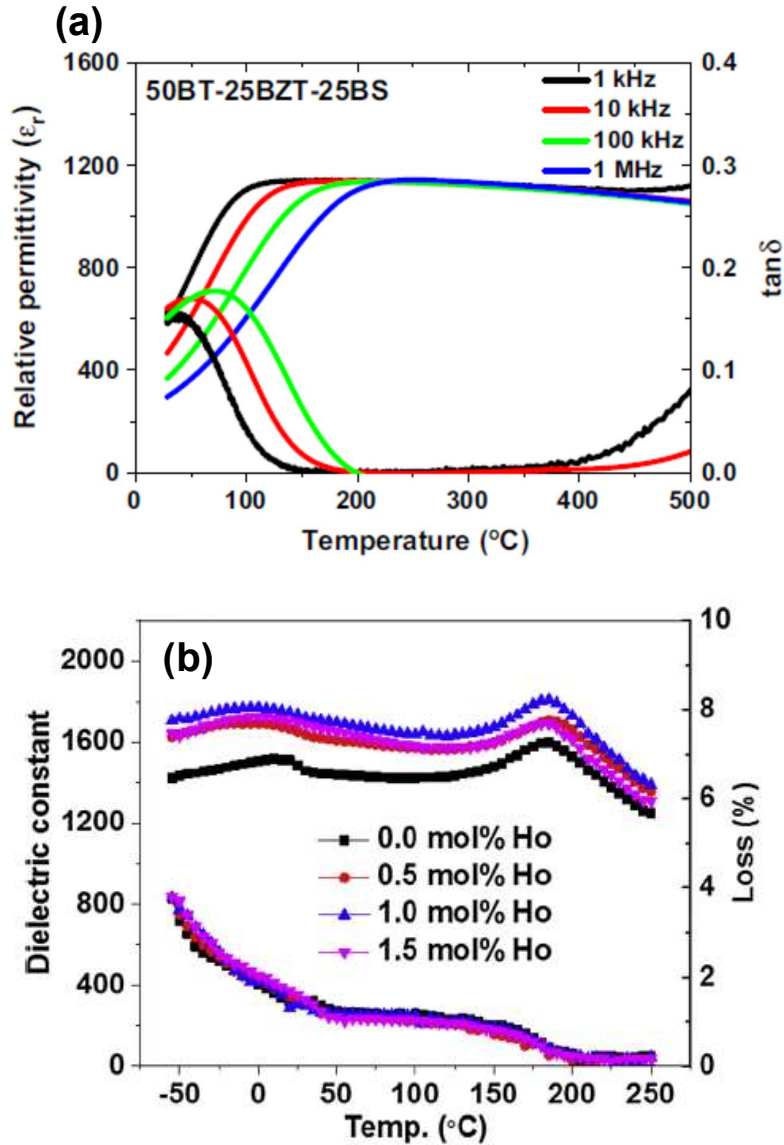 (a)
50BT-25BZT-25BS
1 kHz
10 kHz
100 kHz
1 MHz
Relative permittivity (εr)
1600
1200
800
400
0
tanδ
0.4
0.3
0.2
0.1
0.0
0 100 200 300 400 500
Temperature (°C)
(b)
Dielectric constant
2000
1600
1200
800
400
0
Loss (%)
10
8
6
4
2
0
0.0 mol% Ho
0.5 mol% Ho
1.0 mol% Ho
1.5 mol% Ho
-50 0 50 100 150 200 250
Temp. (°C)